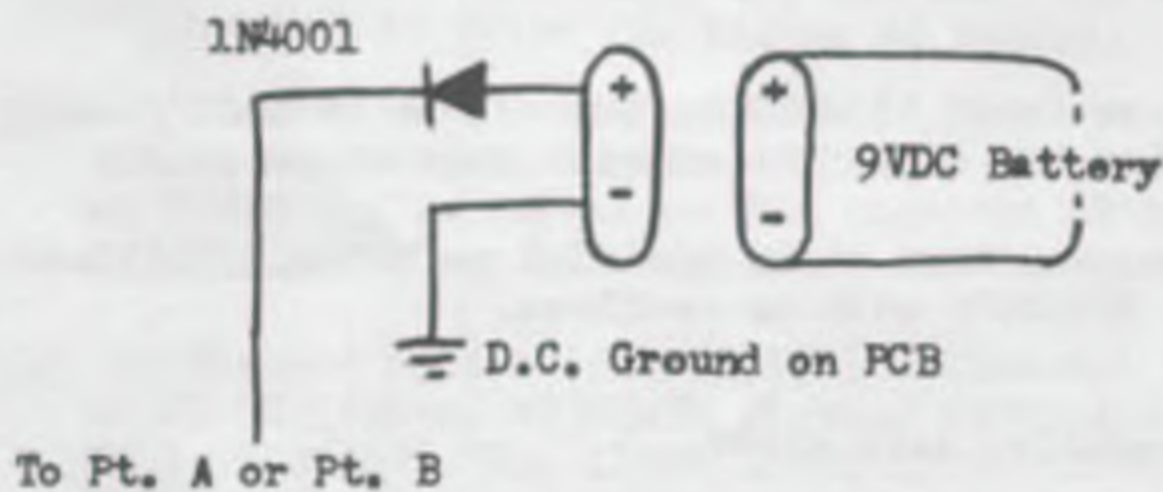 1N4001
+
+
9VDC Battery
-
-
D.C. Ground on PCB
To Pt. A or Pt. B